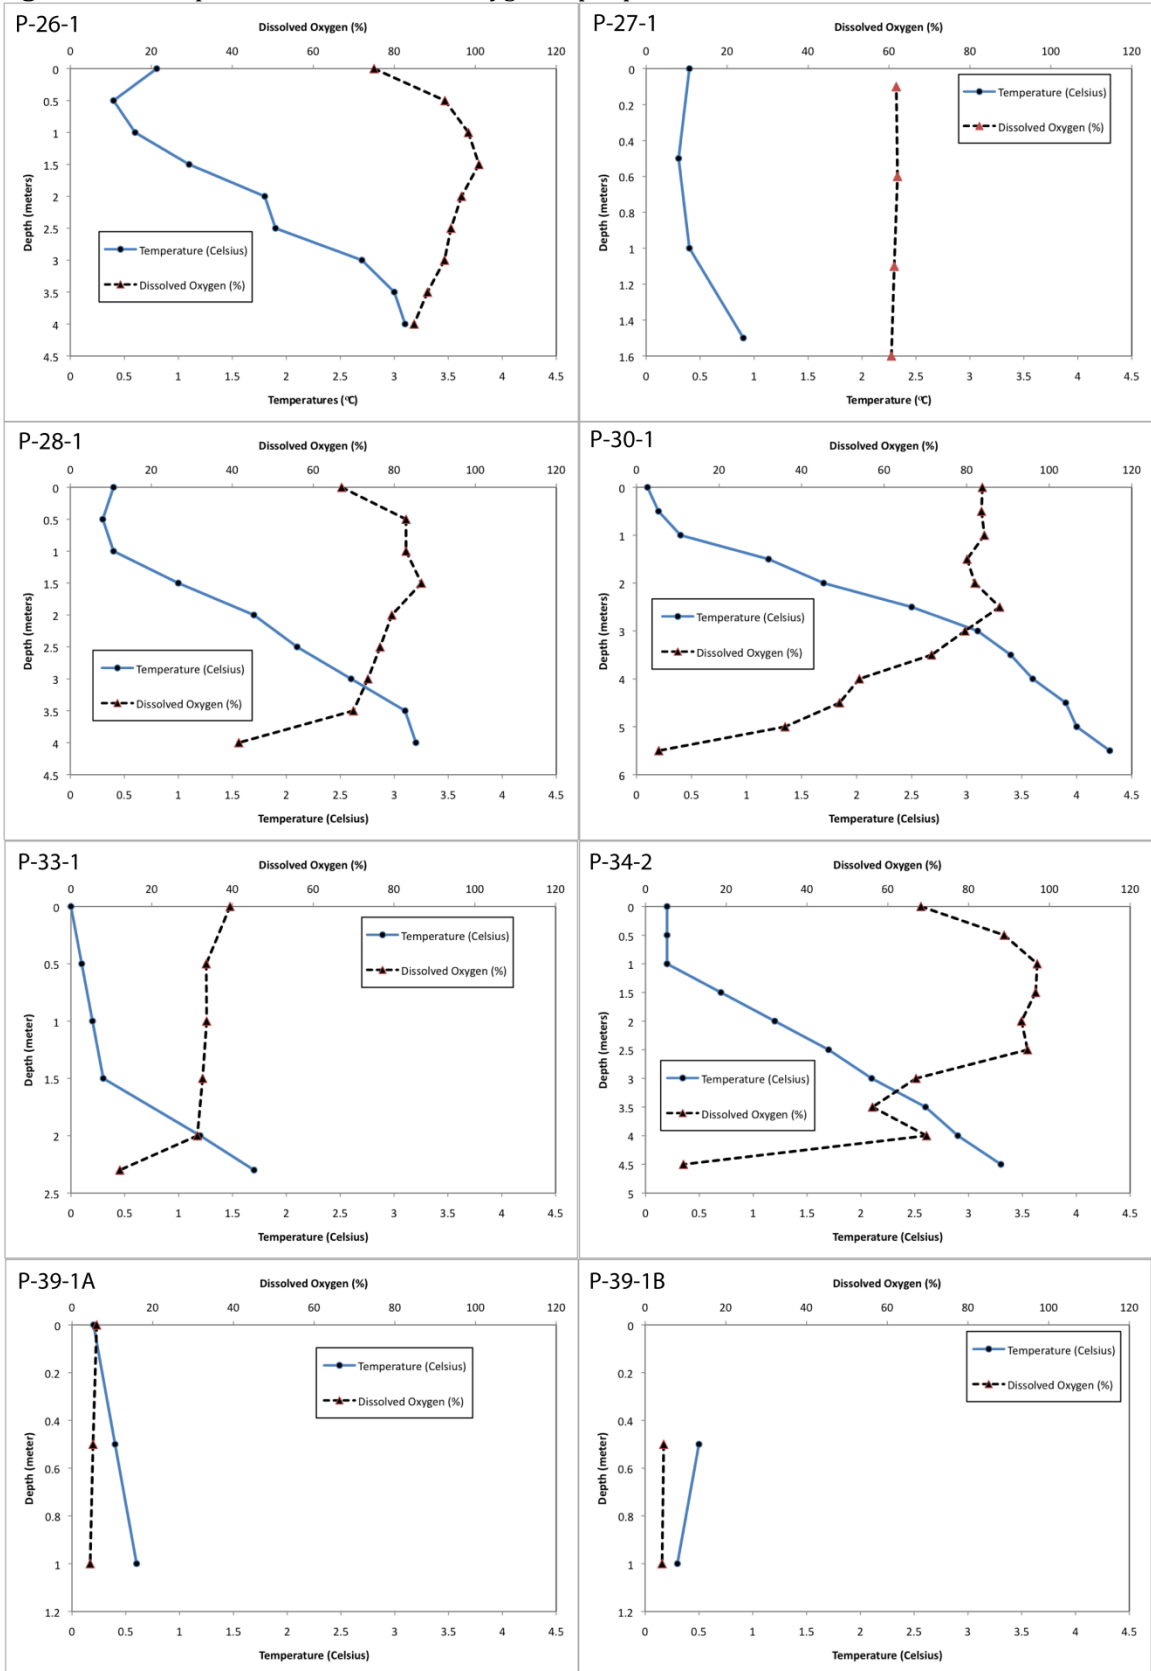 P-26-1
Dissolved Oxygen (%)
0 20 40 60 80 100 120
0
0.5
1
1.5
2
2.5
3
3.5
4
4.5
Depth (meters)
Temperature (Celsius)
Dissolved Oxygen (%)
0 0.5 1 1.5 2 2.5 3 3.5 4 4.5
Temperatures (°C)
P-27-1
Dissolved Oxygen (%)
0 20 40 60 80 100 120
0
0.2
0.4
0.6
0.8
1
1.2
1.4
1.6
Depth (meters)
Temperature (Celsius)
Dissolved Oxygen (%)
0 0.5 1 1.5 2 2.5 3 3.5 4 4.5
Temperature (°C)
P-28-1
Dissolved Oxygen (%)
0 20 40 60 80 100 120
0
0.5
1
1.5
2
2.5
3
3.5
4
4.5
Depth (meters)
Temperature (Celsius)
Dissolved Oxygen (%)
0 0.5 1 1.5 2 2.5 3 3.5 4 4.5
Temperature (Celsius)
P-30-1
Dissolved Oxygen (%)
0 20 40 60 80 100 120
0
1
2
3
4
5
6
Depth (meters)
Temperature (Celsius)
Dissolved Oxygen (%)
0 0.5 1 1.5 2 2.5 3 3.5 4 4.5
Temperature (Celsius)
P-33-1
Dissolved Oxygen (%)
0 20 40 60 80 100 120
0
0.5
1
1.5
2
2.5
Depth (meter)
Temperature (Celsius)
Dissolved Oxygen (%)
0 0.5 1 1.5 2 2.5 3 3.5 4 4.5
Temperature (Celsius)
P-34-2
Dissolved Oxygen (%)
0 20 40 60 80 100 120
0
0.5
1
1.5
2
2.5
3
3.5
4
4.5
5
Depth (meters)
Temperature (Celsius)
Dissolved Oxygen (%)
0 0.5 1 1.5 2 2.5 3 3.5 4 4.5
Temperature (Celsius)
P-39-1A
Dissolved Oxygen (%)
0 20 40 60 80 100 120
0
0.2
0.4
0.6
0.8
1
1.2
Depth (meter)
Temperature (Celsius)
Dissolved Oxygen (%)
0 0.5 1 1.5 2 2.5 3 3.5 4 4.5
Temperature (Celsius)
P-39-1B
Dissolved Oxygen (%)
0 20 40 60 80 100 120
0
0.2
0.4
0.6
0.8
1
1.2
Depth (meters)
Temperature (Celsius)
Dissolved Oxygen (%)
0 0.5 1 1.5 2 2.5 3 3.5 4 4.5
Temperature (Celsius)